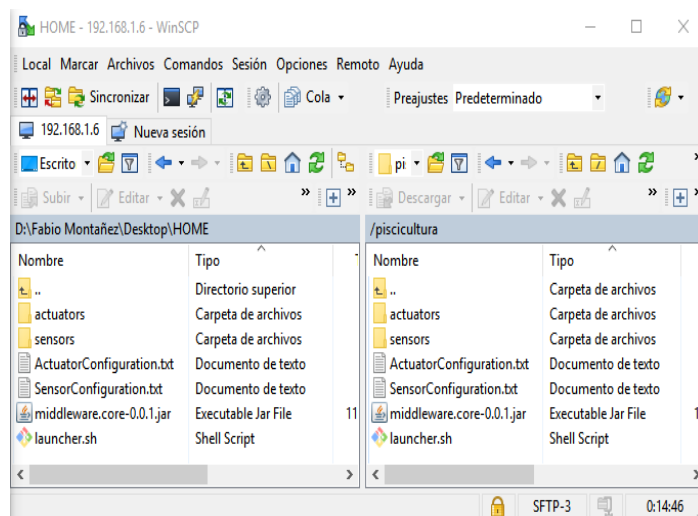 HOME - 192.168.1.6 - WinSCP
Local Marcar Archivos Comandos Sesión Opciones Remoto Ayuda
Sincronizar Cola Preajustes Predeterminado
192.168.1.6 Nueva sesión
Escrito pi
Subir Editar » » Descargar Editar » »
D:\Fabio Montañez\Desktop\HOME /piscicultura
Nombre Tipo Nombre Tipo
.. Directorio superior .. Carpeta de archivos
actuators Carpeta de archivos actuators Carpeta de archivos
sensors Carpeta de archivos sensors Carpeta de archivos
ActuatorConfiguration.txt Documento de texto ActuatorConfiguration.txt Documento de texto
SensorConfiguration.txt Documento de texto SensorConfiguration.txt Documento de texto
middleware.core-0.0.1.jar Executable Jar File 11 middleware.core-0.0.1.jar Executable Jar File 1
launcher.sh Shell Script launcher.sh Shell Script
SFTP-3 0:14:46